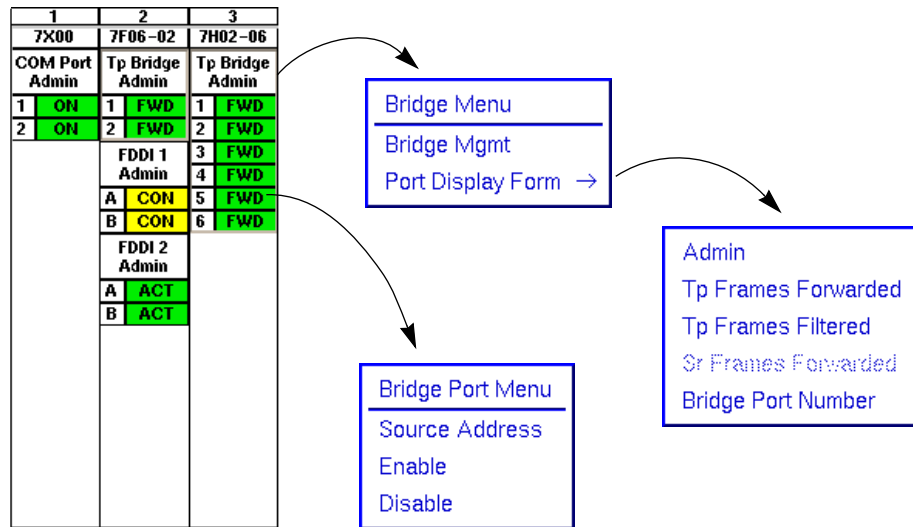 1 2 3
7X00 7F06-02 7H02-06
COM Port Admin
1 ON
2 ON
Tp Bridge Admin
1 FWD
2 FWD
FDDI 1 Admin
A CON
B CON
FDDI 2 Admin
A ACT
B ACT
Tp Bridge Admin
1 FWD
2 FWD
3 FWD
4 FWD
5 FWD
6 FWD
Bridge Menu
Bridge Mgmt
Port Display Form →
Admin
Tp Frames Forwarded
Tp Frames Filtered
Sr Frames Forwarded
Bridge Port Number
Bridge Port Menu
Source Address
Enable
Disable